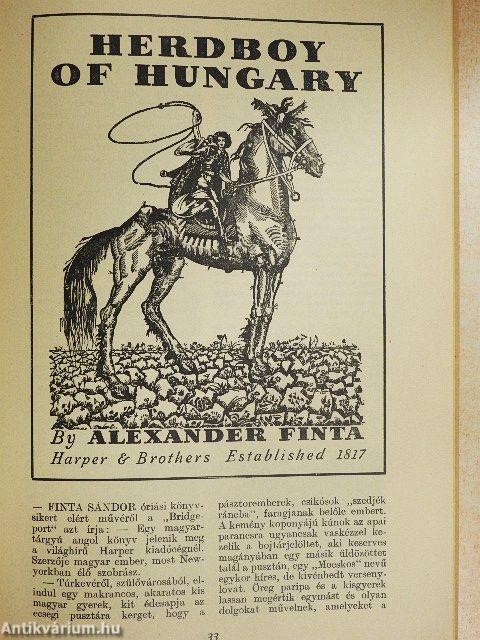 HERDBOY
OF HUNGARY
By ALEXANDER FINTA
Harper & Brothers Established 1817
— FINTA SÁNDOR óriási könyv-
sikert elért művéről a „Bridge-
port" azt írja: — Egy magyar-
tárgyú angol könyv jelenik meg
a világhírű Harper kiadócégnél.
Szerzője magyar ember, most New-
yorkban élő szobrász.
—Túrkevéről, szülővárosából, el-
indul egy makrancos, akaratos kis
magyar gyerek, kit édesapja az
ecsegi pusztára kerget, hogy a
pásztoremberek, csikósok „szedjék
ráncba", faragjanak belőle embert.
A kemény koponyájú kúnok az apai
parancsra ugyancsak vaskézzel ke-
zelik a bojtárjelöltet, aki keserves
magányában egy másik üldözöttet
talál a pusztán, egy „Mocskos" nevű
egykor híres, de kivénhedt verseny-
lovat. Öreg paripa és a kisgyerek
lassan megértik egymást és olyan
dolgokat művelnek, amelyeket a
33
Antikvárium.hu